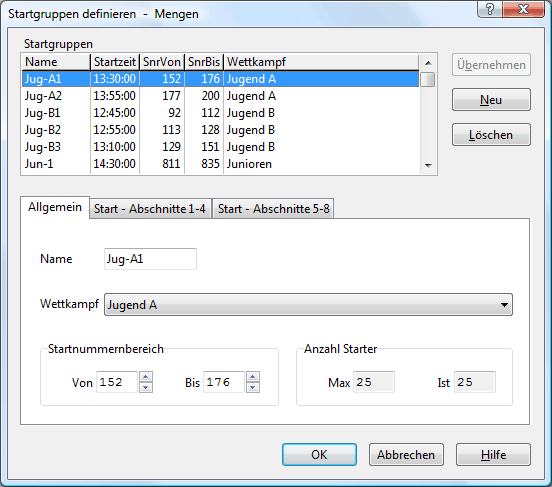 Startgruppen definieren - Mengen
Startgruppen
Name Startzeit SnrVon SnrBis Wettkampf
Jug-A1 13:30:00 152 176 Jugend A
Jug-A2 13:55:00 177 200 Jugend A
Jug-B1 12:45:00 92 112 Jugend B
Jug-B2 12:55:00 113 128 Jugend B
Jug-B3 13:10:00 129 151 Jugend B
Jun-1 14:30:00 811 835 Junioren
Übernehmen
Neu
Löschen
Allgemein Start - Abschnitte 1-4 Start - Abschnitte 5-8
Name Jug-A1
Wettkampf Jugend A
Startnummernbereich
Von 152 Bis 176
Anzahl Starter
Max 25 Ist 25
OK Abbrechen Hilfe